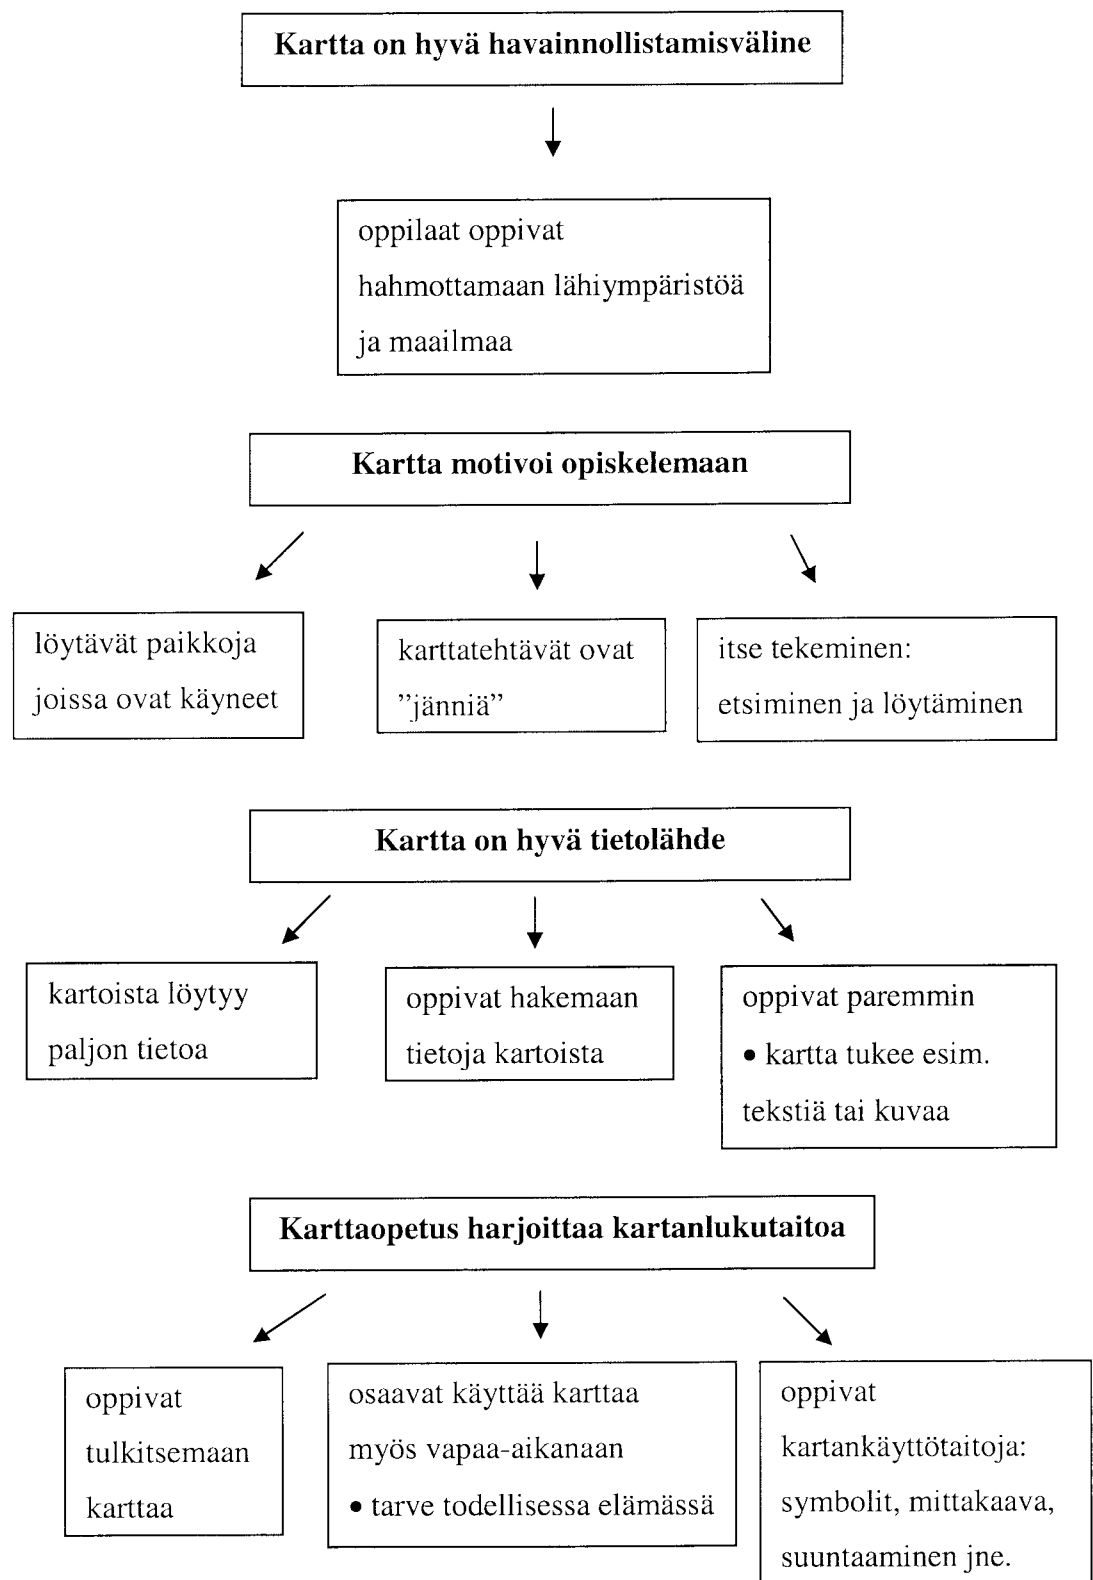 Kartta on hyvä havainnollistamisväline
oppilaat oppivat
hahmottamaan lähiympäristöä
ja maailmaa
Kartta motivoi opiskelemaan
löytävät paikkoja
joissa ovat käyneet
karttatehtävät ovat
”jänniä”
itse tekeminen:
etsiminen ja löytäminen
Kartta on hyvä tietolähde
kartoista löytyy
paljon tietoa
oppivat hakemaan
tietoja kartoista
oppivat paremmin
• kartta tukee esim.
tekstiä tai kuvaa
Karttaopetus harjoittaa kartanlukutaitoa
oppivat
tulkitsemaan
karttaa
osaavat käyttää karttaa
myös vapaa-aikanaan
• tarve todellisessa elämässä
oppivat
kartankäyttötaitoja:
symbolit, mittakaava,
suuntaaminen jne.